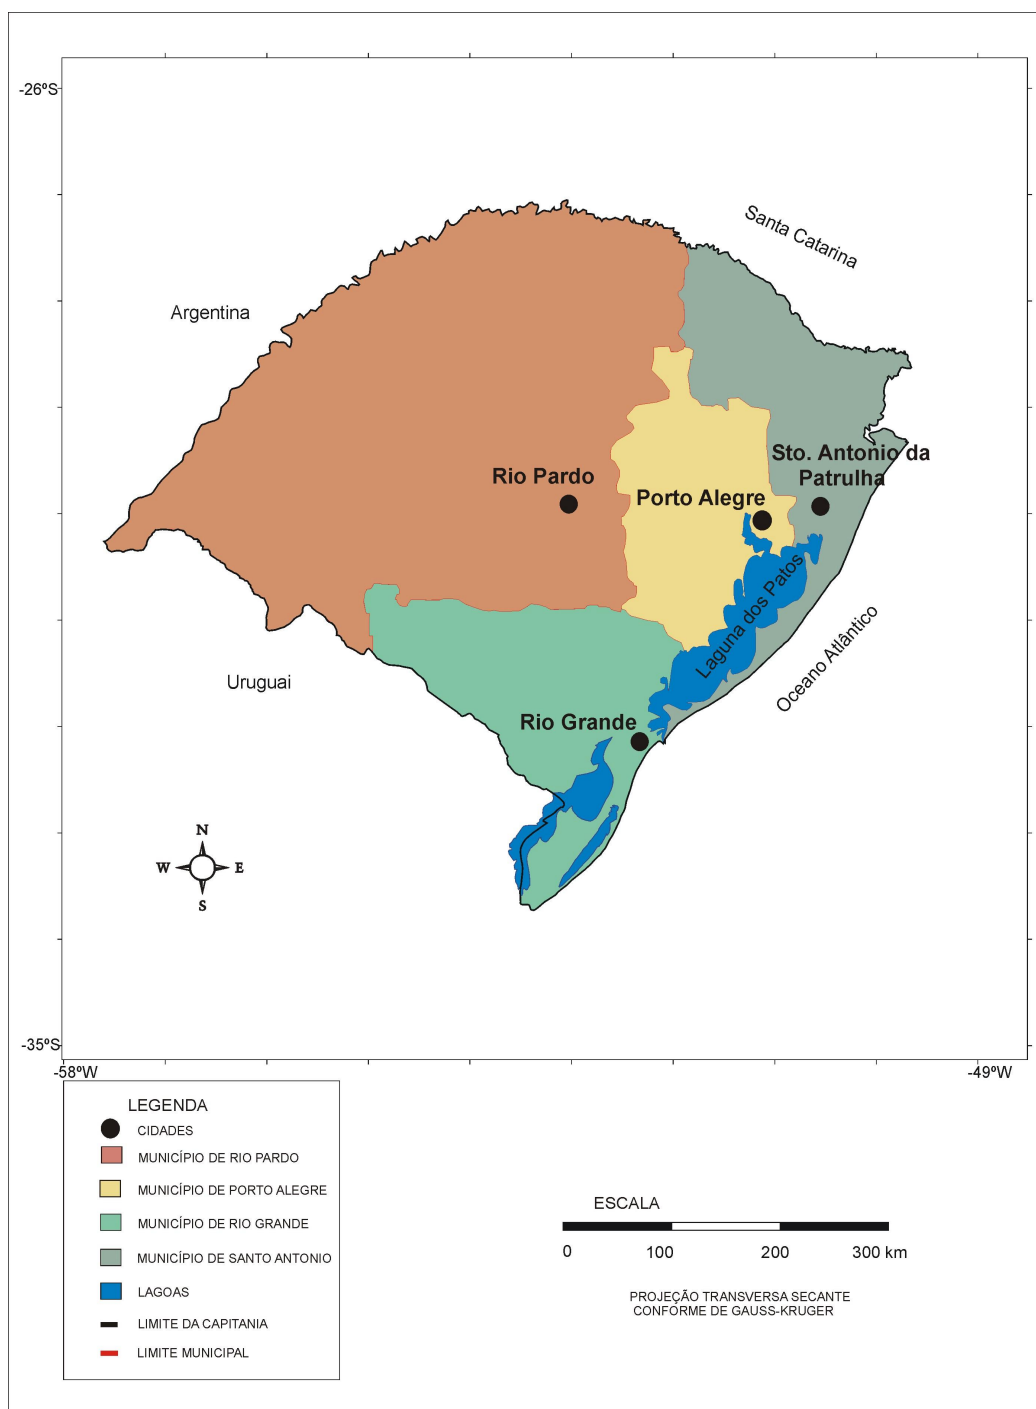 -26ºS
Santa Catarina
Argentina
Sto. Antonio da
Patrulha
Rio Pardo
Porto Alegre
Laguna dos Patos
Oceano Atlântico
Uruguai
Rio Grande
N
W
E
S
-35ºS
-58ºW
-49ºW
LEGENDA
CIDADES
MUNICÍPIO DE RIO PARDO
MUNICÍPIO DE PORTO ALEGRE
MUNICÍPIO DE RIO GRANDE
MUNICÍPIO DE SANTO ANTONIO
LAGOAS
LIMITE DA CAPITANIA
LIMITE MUNICIPAL
ESCALA
0 100 200 300 km
PROJEÇÃO TRANSVERSA SECANTE
CONFORME DE GAUSS-KRUGER